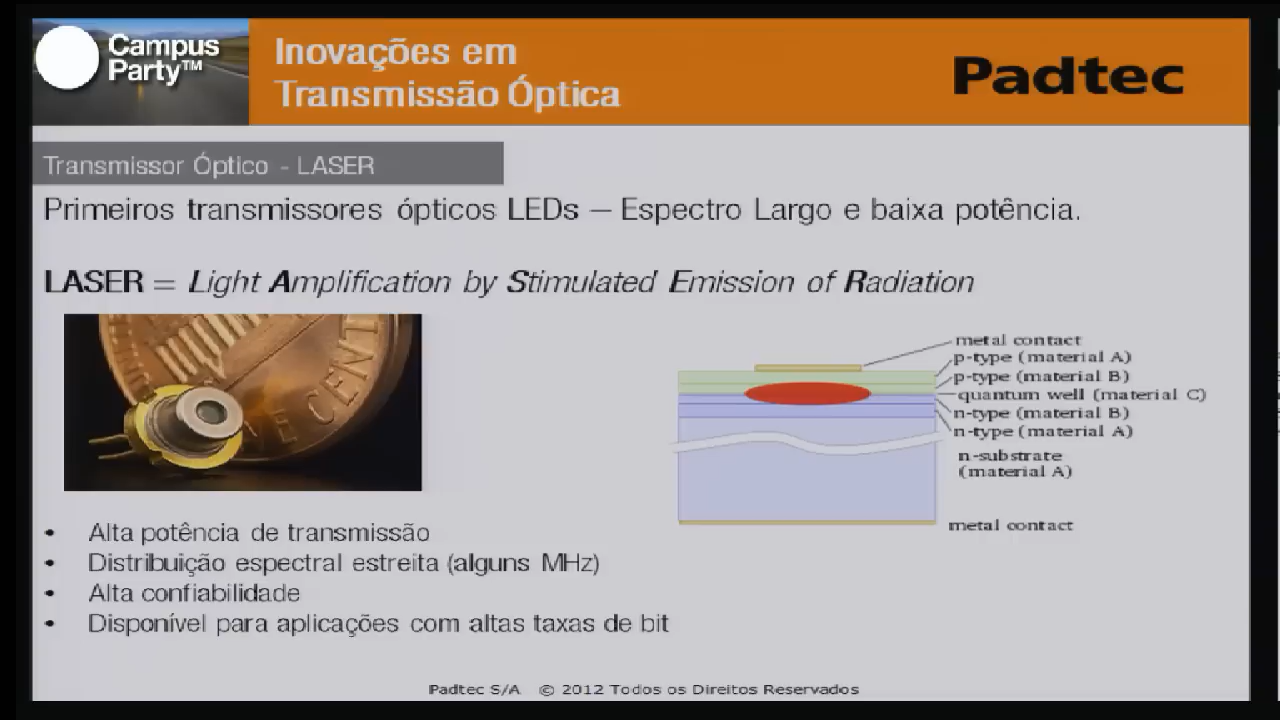 Campus
Party™
Inovações em
Transmissão Óptica
Padtec
Transmissor Óptico - LASER
Primeiros transmissores ópticos LEDs – Espectro Largo e baixa potência.
LASER = Light Amplification by Stimulated Emission of Radiation
CENT
metal contact
p-type (material A)
p-type (material B)
quantum well (material C)
n-type (material B)
n-type (material A)
n-substrate
(material A)
metal contact
• Alta potência de transmissão
• Distribuição espectral estreita (alguns MHz)
• Alta confiabilidade
• Disponível para aplicações com altas taxas de bit
Padtec S/A © 2012 Todos os Direitos Reservados